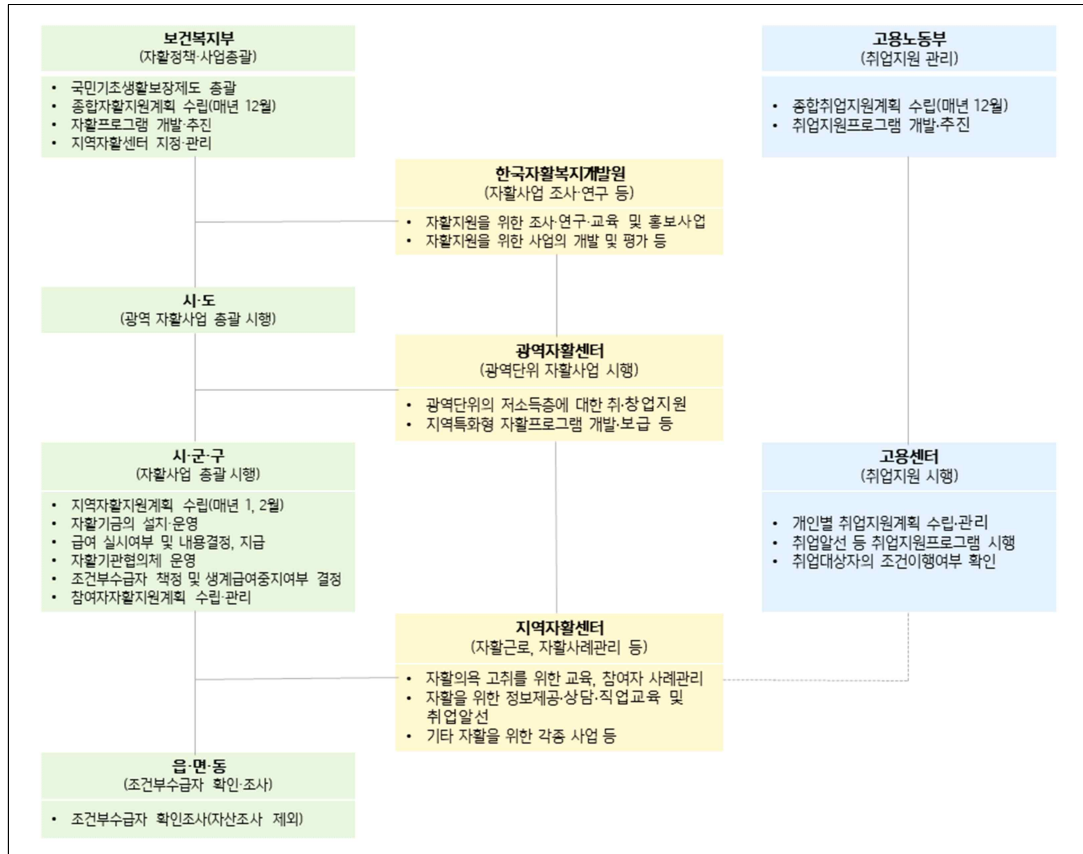 보건복지부
(자활정책·사업총괄)
• 국민기초생활보장제도 총괄
• 종합자활지원계획 수립(매년 12월)
• 자활프로그램 개발·추진
• 지역자활센터 지정·관리
고용노동부
(취업지원 관리)
• 종합취업지원계획 수립(매년 12월)
• 취업지원프로그램 개발·추진
한국자활복지개발원
(자활사업 조사·연구 등)
• 자활지원을 위한 조사·연구·교육 및 홍보사업
• 자활지원을 위한 사업의 개발 및 평가 등
시·도
(광역 자활사업 총괄 시행)
광역자활센터
(광역단위 자활사업 시행)
• 광역단위의 저소득층에 대한 취·창업지원
• 지역특화형 자활프로그램 개발·보급 등
시·군·구
(자활사업 총괄 시행)
• 지역자활지원계획 수립(매년 1, 2월)
• 자활기금의 설치·운영
• 급여 실시여부 및 내용결정, 지급
• 자활기관협의체 운영
• 조건부수급자 책정 및 생계급여중지여부 결정
• 참여자자활지원계획 수립·관리
고용센터
(취업지원 시행)
• 개인별 취업지원계획 수립·관리
• 취업알선 등 취업지원프로그램 시행
• 취업대상자의 조건이행여부 확인
지역자활센터
(자활근로, 자활사례관리 등)
• 자활의욕 고취를 위한 교육, 참여자 사례관리
• 자활을 위한 정보제공·상담·직업교육 및
취업알선
• 기타 자활을 위한 각종 사업 등
읍·면·동
(조건부수급자 확인·조사)
• 조건부수급자 확인조사(자산조사 제외)